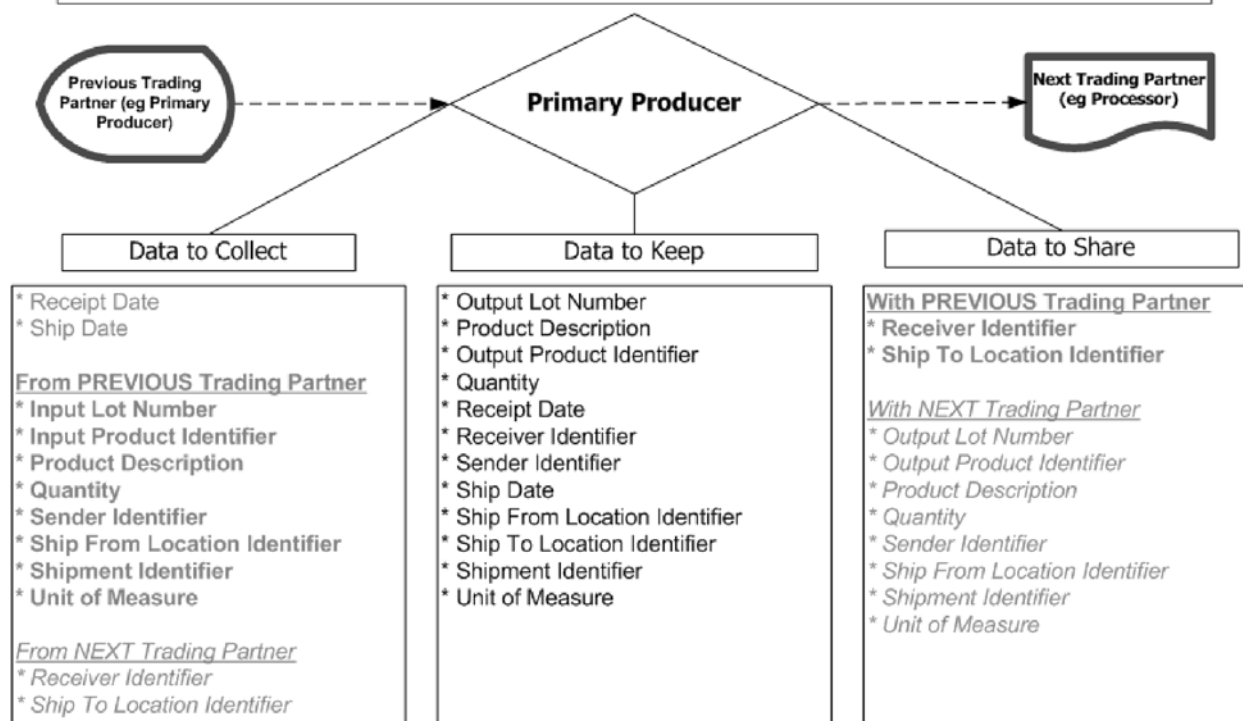 Previous Trading
Partner (eg Primary
Producer)
Primary Producer
Next Trading Partner
(eg Processor)
Data to Collect
* Receipt Date
* Ship Date
From PREVIOUS Trading Partner
* Input Lot Number
* Input Product Identifier
* Product Description
* Quantity
* Sender Identifier
* Ship From Location Identifier
* Shipment Identifier
* Unit of Measure
From NEXT Trading Partner
* Receiver Identifier
* Ship To Location Identifier
Data to Keep
* Output Lot Number
* Product Description
* Output Product Identifier
* Quantity
* Receipt Date
* Receiver Identifier
* Sender Identifier
* Ship Date
* Ship From Location Identifier
* Ship To Location Identifier
* Shipment Identifier
* Unit of Measure
Data to Share
With PREVIOUS Trading Partner
* Receiver Identifier
* Ship To Location Identifier
With NEXT Trading Partner
* Output Lot Number
* Output Product Identifier
* Product Description
* Quantity
* Sender Identifier
* Ship From Location Identifier
* Shipment Identifier
* Unit of Measure